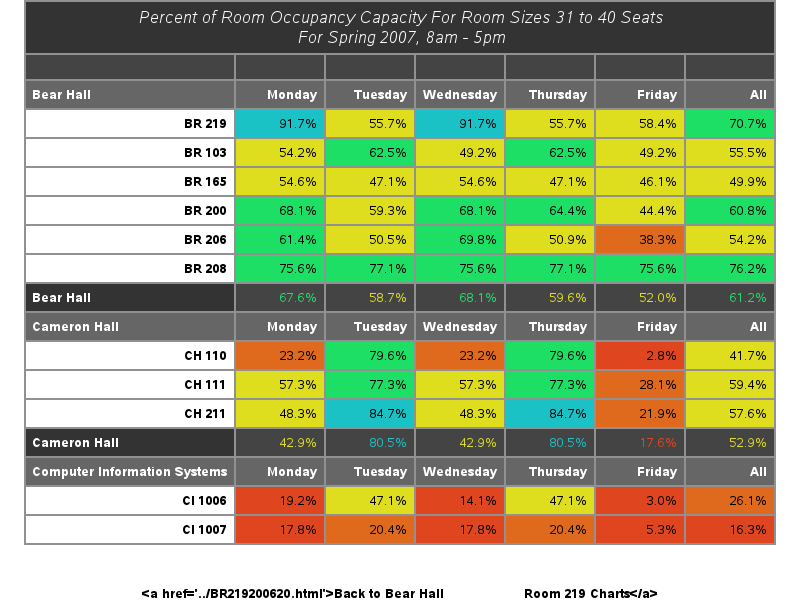 Percent of Room Occupancy Capacity For Room Sizes 31 to 40 Seats
For Spring 2007, 8am - 5pm
Bear Hall Monday Tuesday Wednesday Thursday Friday All
BR 219 91.7% 55.7% 91.7% 55.7% 58.4% 70.7%
BR 103 54.2% 62.5% 49.2% 62.5% 49.2% 55.5%
BR 165 54.6% 47.1% 54.6% 47.1% 46.1% 49.9%
BR 200 68.1% 59.3% 68.1% 64.4% 44.4% 60.8%
BR 206 61.4% 50.5% 69.8% 50.9% 38.3% 54.2%
BR 208 75.6% 77.1% 75.6% 77.1% 75.6% 76.2%
Bear Hall 67.6% 58.7% 68.1% 59.6% 52.0% 61.2%
Cameron Hall Monday Tuesday Wednesday Thursday Friday All
CH 110 23.2% 79.6% 23.2% 79.6% 2.8% 41.7%
CH 111 57.3% 77.3% 57.3% 77.3% 28.1% 59.4%
CH 211 48.3% 84.7% 48.3% 84.7% 21.9% 57.6%
Cameron Hall 42.9% 80.5% 42.9% 80.5% 17.6% 52.9%
Computer Information Systems Monday Tuesday Wednesday Thursday Friday All
CI 1006 19.2% 47.1% 14.1% 47.1% 3.0% 26.1%
CI 1007 17.8% 20.4% 17.8% 20.4% 5.3% 16.3%
<a href='../BR219200620.html'>Back to Bear Hall Room 219 Charts</a>